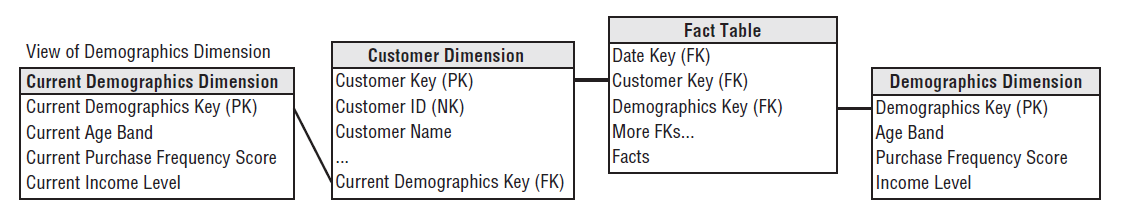 View of Demographics Dimension
Current Demographics Dimension
Current Demographics Key (PK)
Current Age Band
Current Purchase Frequency Score
Current Income Level
Customer Dimension
Customer Key (PK)
Customer ID (NK)
Customer Name
...
Current Demographics Key (FK)
Fact Table
Date Key (FK)
Customer Key (FK)
Demographics Key (FK)
More FKs...
Facts
Demographics Dimension
Demographics Key (PK)
Age Band
Purchase Frequency Score
Income Level